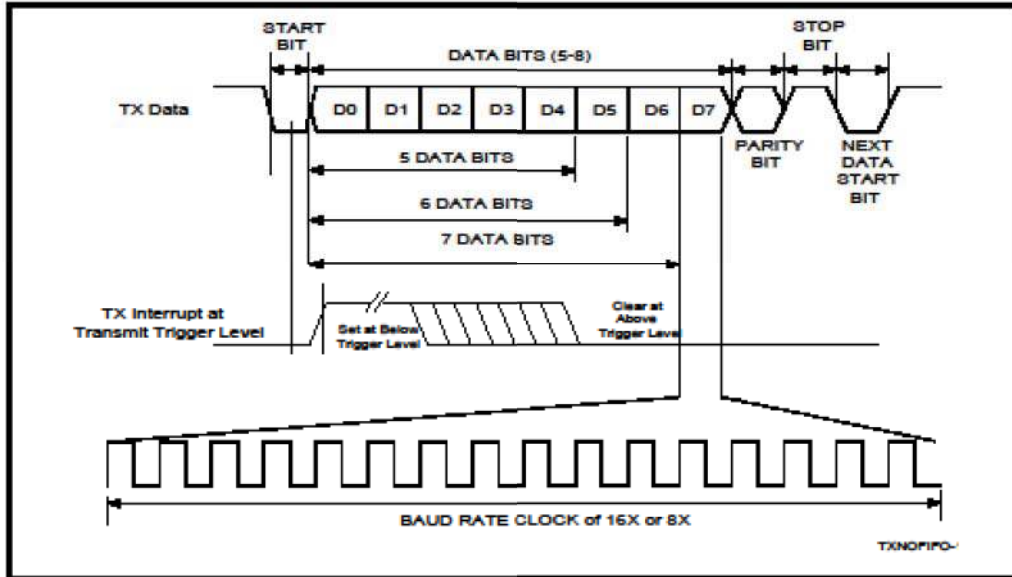 START
BIT
DATA BITS (5-8)
STOP
BIT
TX Data
D0 D1 D2 D3 D4 D5 D6 D7
PARITY
BIT
NEXT
DATA
START
BIT
5 DATA BITS
6 DATA BITS
7 DATA BITS
TX Interrupt at
Transmit Trigger Level
Set at Below
Trigger Level
Clear at
Above
Trigger Level
BAUD RATE CLOCK of 16X or 8X